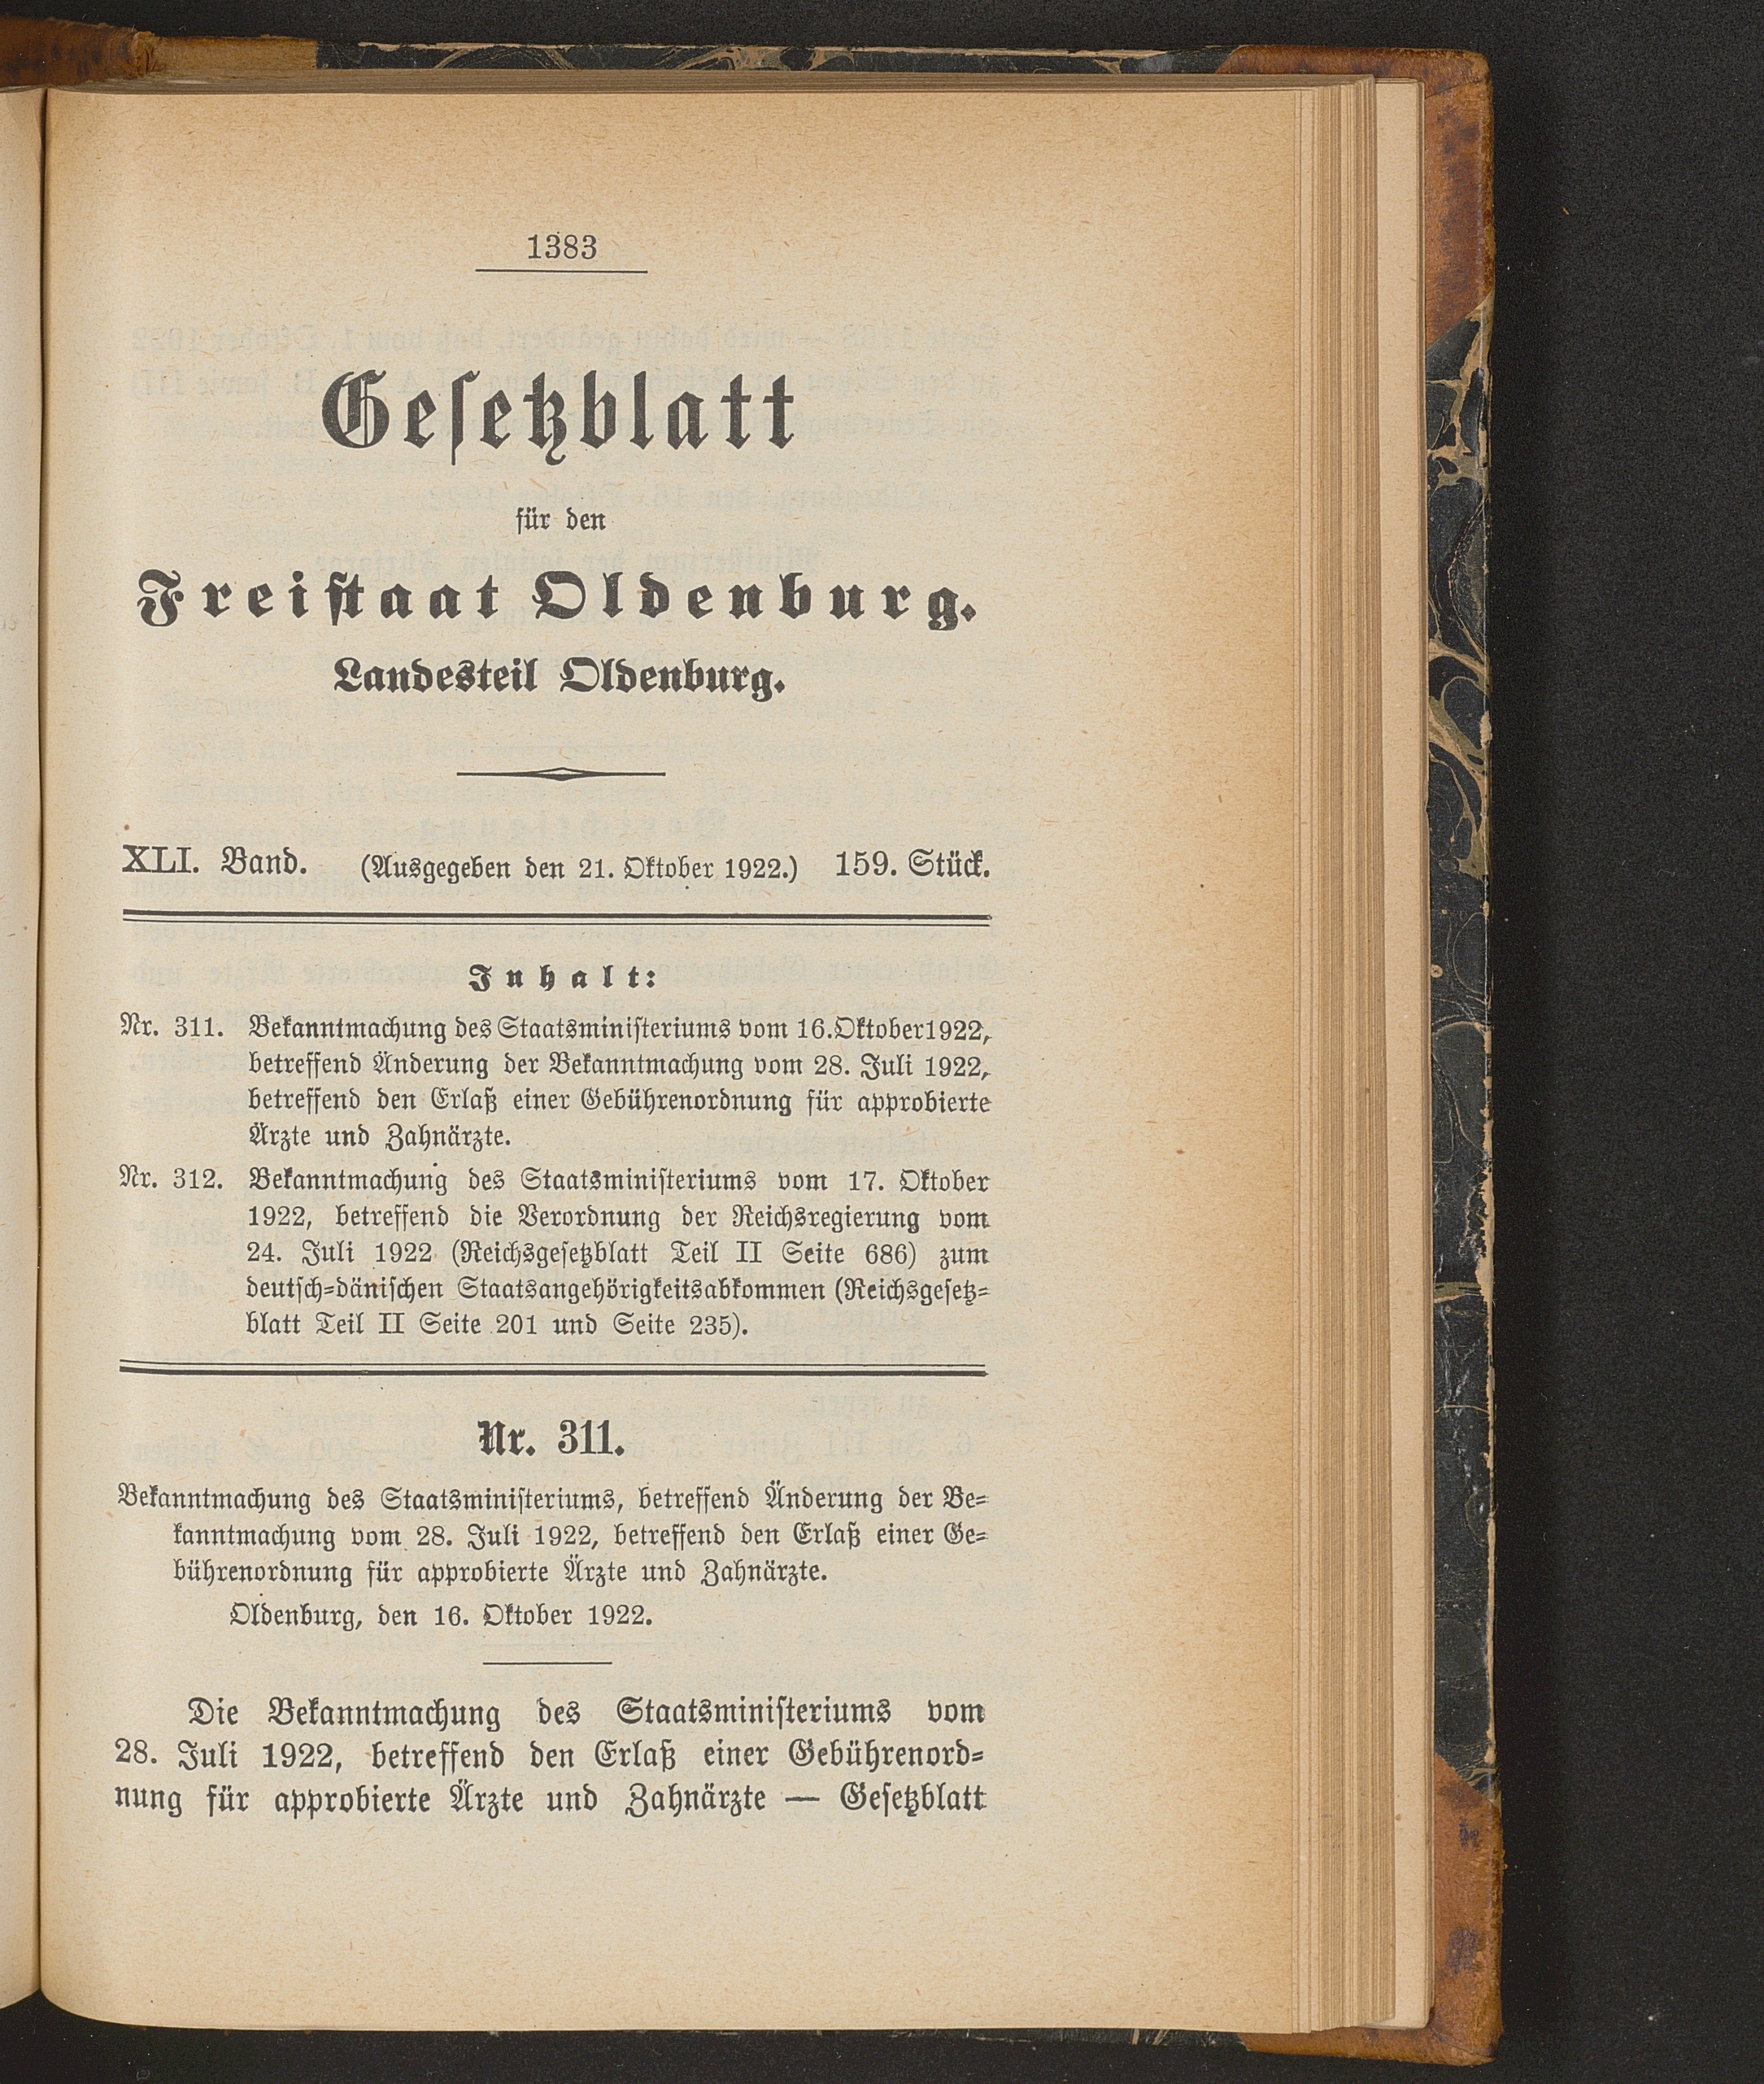 1383
Gesetzblatt
für den
Freistaat Oldenburg.
Landesteil Oldenburg.
XLI. Band. (Ausgegeben den 21. Oktober 1922.) 159. Stück.
Inhalt:
Nr. 311. Bekanntmachung des Staatsministeriums vom 16.Oktober1922,
betreffend Änderung der Bekanntmachung vom 28. Juli 1922,
betreffend den Erlaß einer Gebührenordnung für approbierte
Ärzte und Zahnärzte.
Nr. 312. Bekanntmachung des Staatsministeriums vom 17. Oktober
1922, betreffend die Verordnung der Reichsregierung vom
24. Juli 1922 (Reichsgesetzblatt Teil II Seite 686) zum
deutsch-dänischen Staatsangehörigkeitsabkommen (Reichsgesetz-
blatt Teil II Seite 201 und Seite 235).
Nr. 311.
Bekanntmachung des Staatsministeriums, betreffend Änderung der Be-
kanntmachung vom 28. Juli 1922, betreffend den Erlaß einer Ge-
bührenordnung für approbierte Ärzte und Zahnärzte.
Oldenburg, den 16. Oktober 1922.
Die Bekanntmachung des Staatsministeriums vom
28. Juli 1922, betreffend den Erlaß einer Gebührenord-
nung für approbierte Ärzte und Zahnärzte — Gesetzblatt